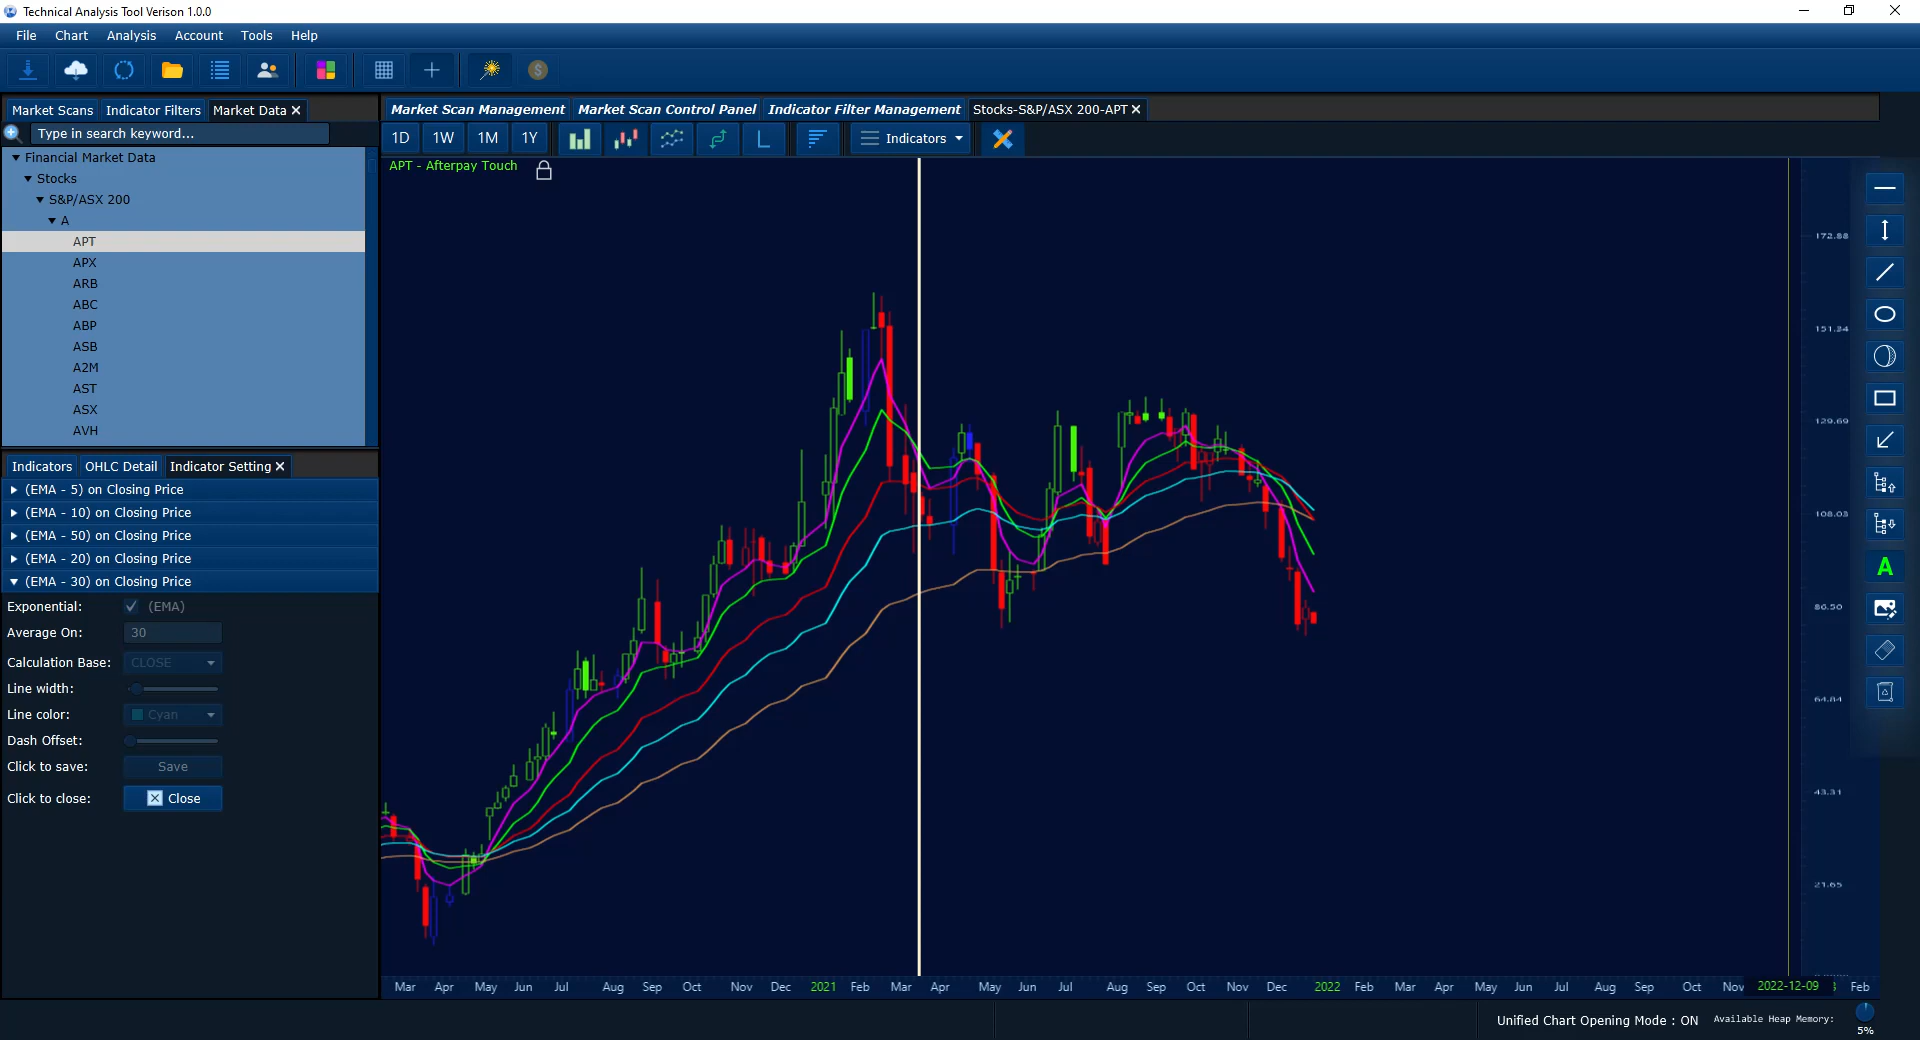 Technical Analysis Tool Verison 1.0.0
File Chart Analysis Account Tools Help
Market Scans Indicator Filters Market Data
Type in search keyword...
Financial Market Data
Stocks
S&P/ASX 200
A
APT
APX
ARB
ABC
ABP
ASB
A2M
AST
ASX
AVH
Indicators OHLC Detail Indicator Setting
(EMA - 5) on Closing Price
(EMA - 10) on Closing Price
(EMA - 50) on Closing Price
(EMA - 20) on Closing Price
(EMA - 30) on Closing Price
Exponential: (EMA)
Average On: 30
Calculation Base: CLOSE
Line width:
Line color: Cyan
Dash Offset:
Click to save: Save
Click to close: Close
Market Scan Management Market Scan Control Panel Indicator Filter Management Stocks-S&P/ASX 200-APT
1D 1W 1M 1Y Indicators
APT - Afterpay Touch
172.88
151.24
129.69
108.03
86.50
64.84
43.31
21.65
Mar Apr May Jun Jul Aug Sep Oct Nov Dec 2021 Feb Mar Apr May Jun Jul Aug Sep Oct Nov Dec 2022 Feb Mar Apr May Jun Jul Aug Sep Oct Nov 2022-12-09 Feb
A
Unified Chart Opening Mode : ON Available Heap Memory:
5%